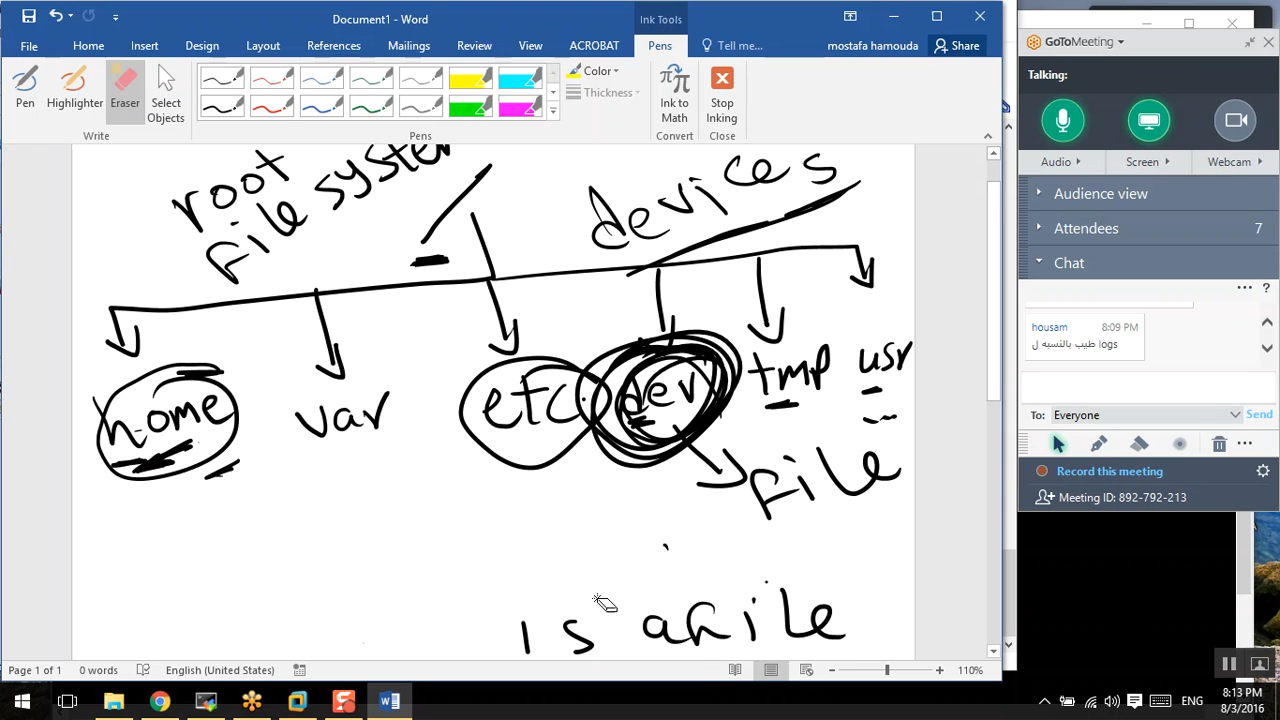 Document1 - Word
Ink Tools
File Home Insert Design Layout References Mailings Review View ACROBAT Pens Tell me... mostafa hamouda Share
Pen Highlighter Eraser Select Objects
Color
Thickness
Ink to Math
Stop Inking
Write Pens Convert Close
root file system
devices
home var etc dev tmp usr
file
is a file
Page 1 of 1 0 words English (United States) 110%
GoToMeeting
Talking:
Audio Screen Webcam
Audience view
Attendees 7
Chat
housam 8:09 PM
طيب بالنسبه ل logs
To: Everyone Send
Record this meeting
Meeting ID: 892-792-213
ENG
8:13 PM
8/3/2016